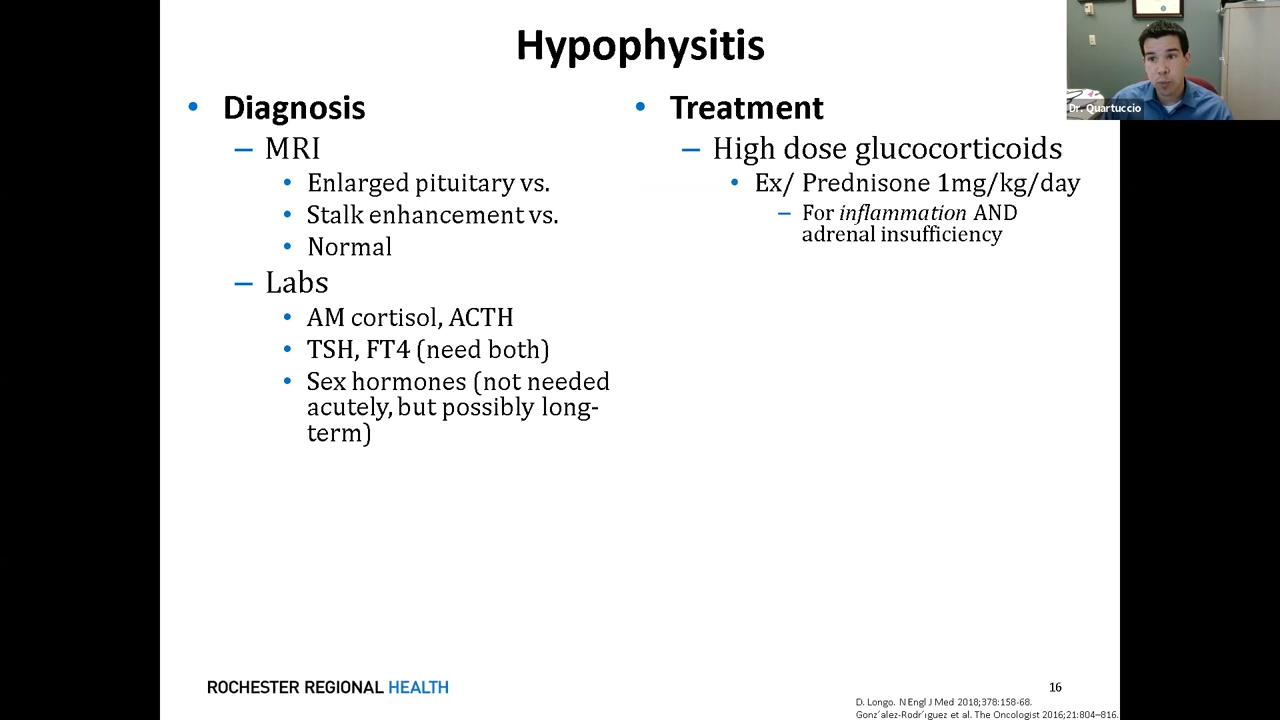 Hypophysitis
Dr. Quartuccio
• Diagnosis
– MRI
• Enlarged pituitary vs.
• Stalk enhancement vs.
• Normal
– Labs
• AM cortisol, ACTH
• TSH, FT4 (need both)
• Sex hormones (not needed
acutely, but possibly long-
term)
• Treatment
– High dose glucocorticoids
• Ex/ Prednisone 1mg/kg/day
– For inflammation AND
adrenal insufficiency
ROCHESTER REGIONAL HEALTH
16
D. Longo. N Engl J Med 2018;378:158-68.
Gonz´alez-Rodr´ıguez et al. The Oncologist 2016;21:804–816.